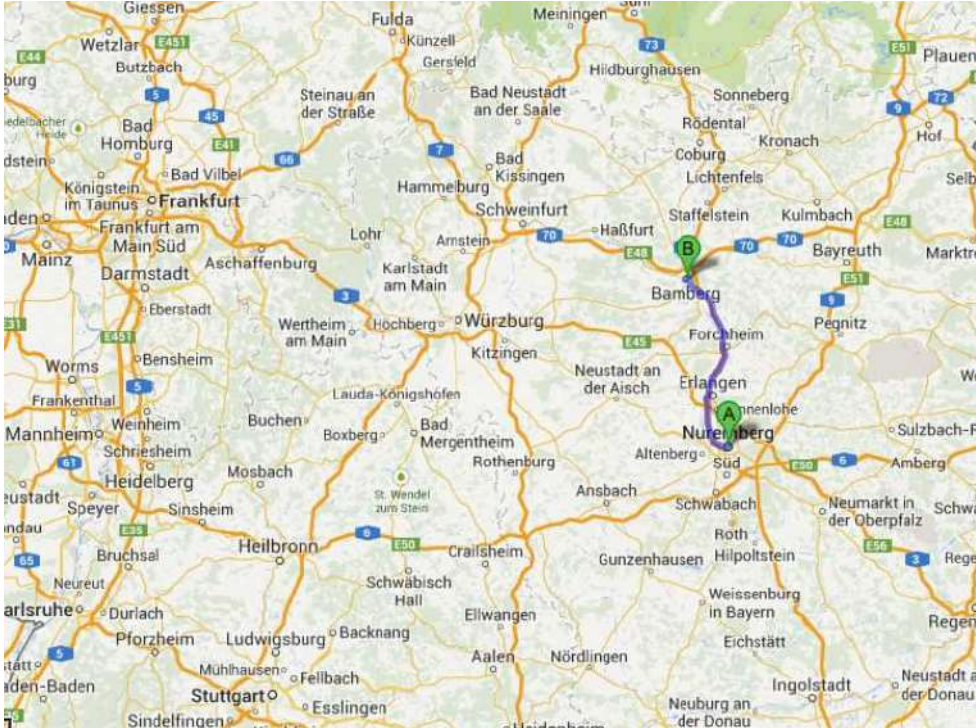 Giessen
Fulda
Meiningen
Wetzlar
E451
Künzell
73
E51
Plauen
E44
Butzbach
Gersfeld
Hildburghausen
5
Steinau an
der Straße
Bad Neustadt
an der Saale
Sonneberg
9
72
45
Bad
Homburg
E41
7
Rödental
Kronach
Hof
66
Bad
Kissingen
Coburg
Königstein
im Taunus
Bad Vilbel
Hammelburg
Lichtenfels
Frankfurt
Schweinfurt
Staffelstein
Kulmbach
Frankfurt am
Main Süd
Lohr
Arnstein
70
Haßfurt
E48
B
70
70
E48
Bayreuth
Mainz
Darmstadt
Aschaffenburg
Karlstadt
am Main
E51
3
Bamberg
9
Eberstadt
Wertheim
am Main
Höchberg
Würzburg
Forchheim
Pegnitz
E451
Kitzingen
E45
Bensheim
Worms
5
Neustadt an
der Aisch
Erlangen
Frankenthal
Lauda-Königshofen
A
Weinheim
Buchen
Boxberg
Bad
Mergentheim
Nuremberg
Mannheim
Schriesheim
61
Mosbach
Rothenburg
Altenberg
Süd
E50
6
Amberg
Heidelberg
St. Wendel
zum Stein
Ansbach
Schwabach
Speyer
Sinsheim
Neumarkt in
der Oberpfalz
E35
Heilbronn
6
E50
Crailsheim
Roth
E56
65
Bruchsal
Gunzenhausen
Hilpoltstein
3
Neureut
Schwäbisch
Hall
Weissenburg
in Bayern
Durlach
Ellwangen
Pforzheim
Ludwigsburg
Backnang
Eichstätt
5
Mühlhausen
Fellbach
Aalen
Nördlingen
Stuttgart
Ingolstadt
Neustadt a
der Donau
Esslingen
Neuburg an
der Donau
Sindelfingen